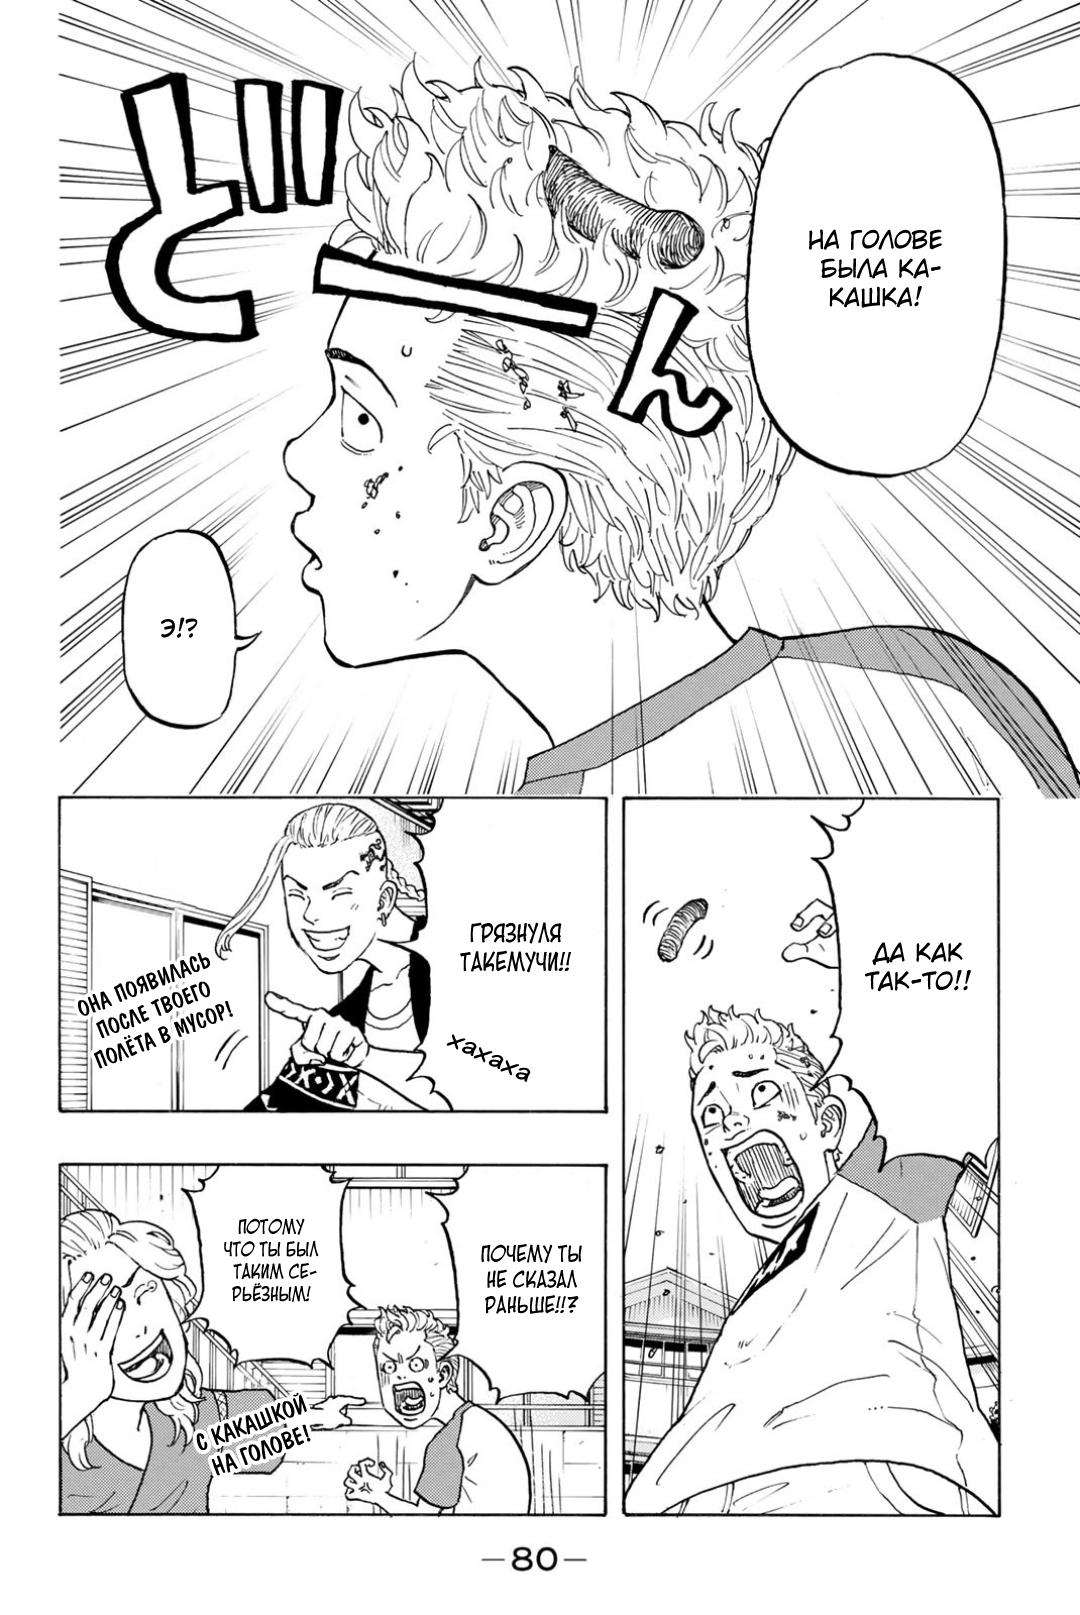 どーん
НА ГОЛОВЕ
БЫЛА КА-
КАШКА!
Э!?
ДА КАК
ТАК-ТО!!
ГРЯЗНУЛЯ
ТАКЕМУЧИ!!
ОНА ПОЯВИЛАСЬ
ПОСЛЕ ТВОЕГО
ПОЛЁТА В МУСОР!
ХАХАХА
ПОЧЕМУ ТЫ
НЕ СКАЗАЛ
РАНЬШЕ!!?
ПОТОМУ
ЧТО ТЫ БЫЛ
ТАКИМ СЕ-
РЬЁЗНЫМ!
С КАКАШКОЙ
НА ГОЛОВЕ!
—80—